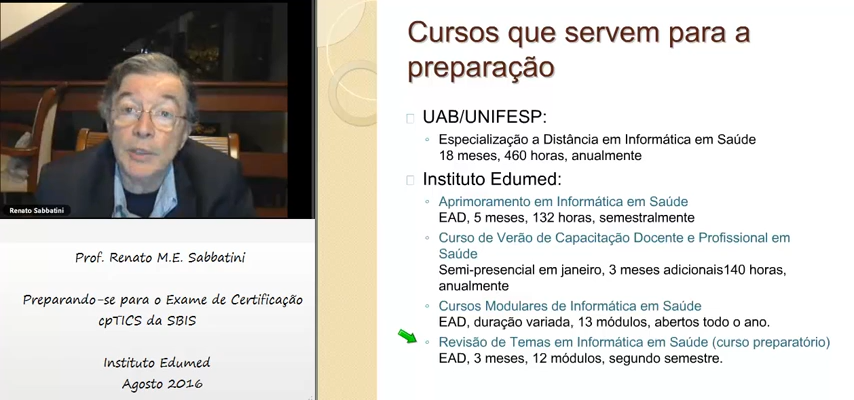 Renato Sabbatini
Prof. Renato M.E. Sabbatini
Preparando-se para o Exame de Certificação
cpTICS da SBIS
Instituto Edumed
Agosto 2016
Cursos que servem para a
preparação
UAB/UNIFESP:
Especialização a Distância em Informática em Saúde
18 meses, 460 horas, anualmente
Instituto Edumed:
Aprimoramento em Informática em Saúde
EAD, 5 meses, 132 horas, semestralmente
Curso de Verão de Capacitação Docente e Profissional em
Saúde
Semi-presencial em janeiro, 3 meses adicionais140 horas,
anualmente
Cursos Modulares de Informática em Saúde
EAD, duração variada, 13 módulos, abertos todo o ano.
Revisão de Temas em Informática em Saúde (curso preparatório)
EAD, 3 meses, 12 módulos, segundo semestre.